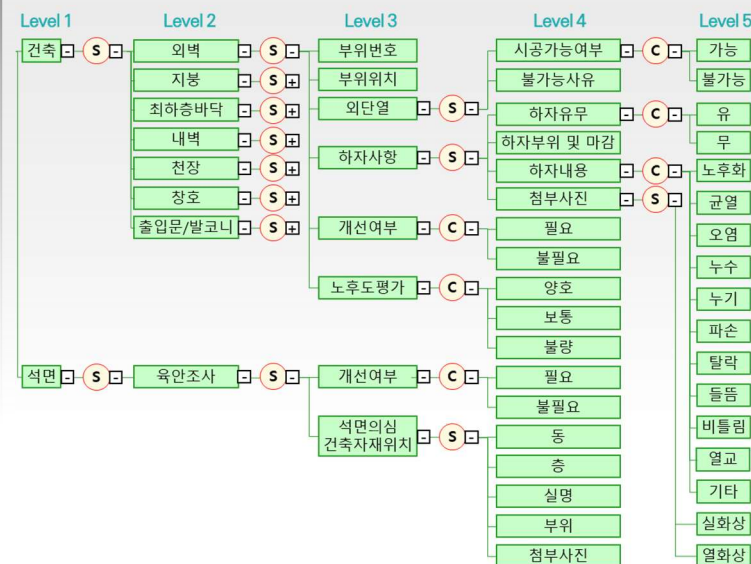 Level 1
Level 2
Level 3
Level 4
Level 5
건축 - S -
외벽 - S -
지붕 - S +
최하층바닥 - S +
내벽 - S +
천장 - S +
창호 - S +
출입문/발코니 - S +
부위번호
부위위치
외단열 - S -
하자사항 - S -
개선여부 - C -
노후도평가 - C -
시공가능여부 - C -
불가능사유
하자유무 - C -
하자부위 및 마감
하자내용 - C -
첨부사진 - S -
필요
불필요
양호
보통
불량
가능
불가능
유
무
노후화
균열
오염
누수
누기
파손
탈락
들뜸
비틀림
열교
기타
실화상
열화상
석면 - S -
육안조사 - S -
개선여부 - C -
석면의심
건축자재위치 - S -
필요
불필요
동
층
실명
부위
첨부사진